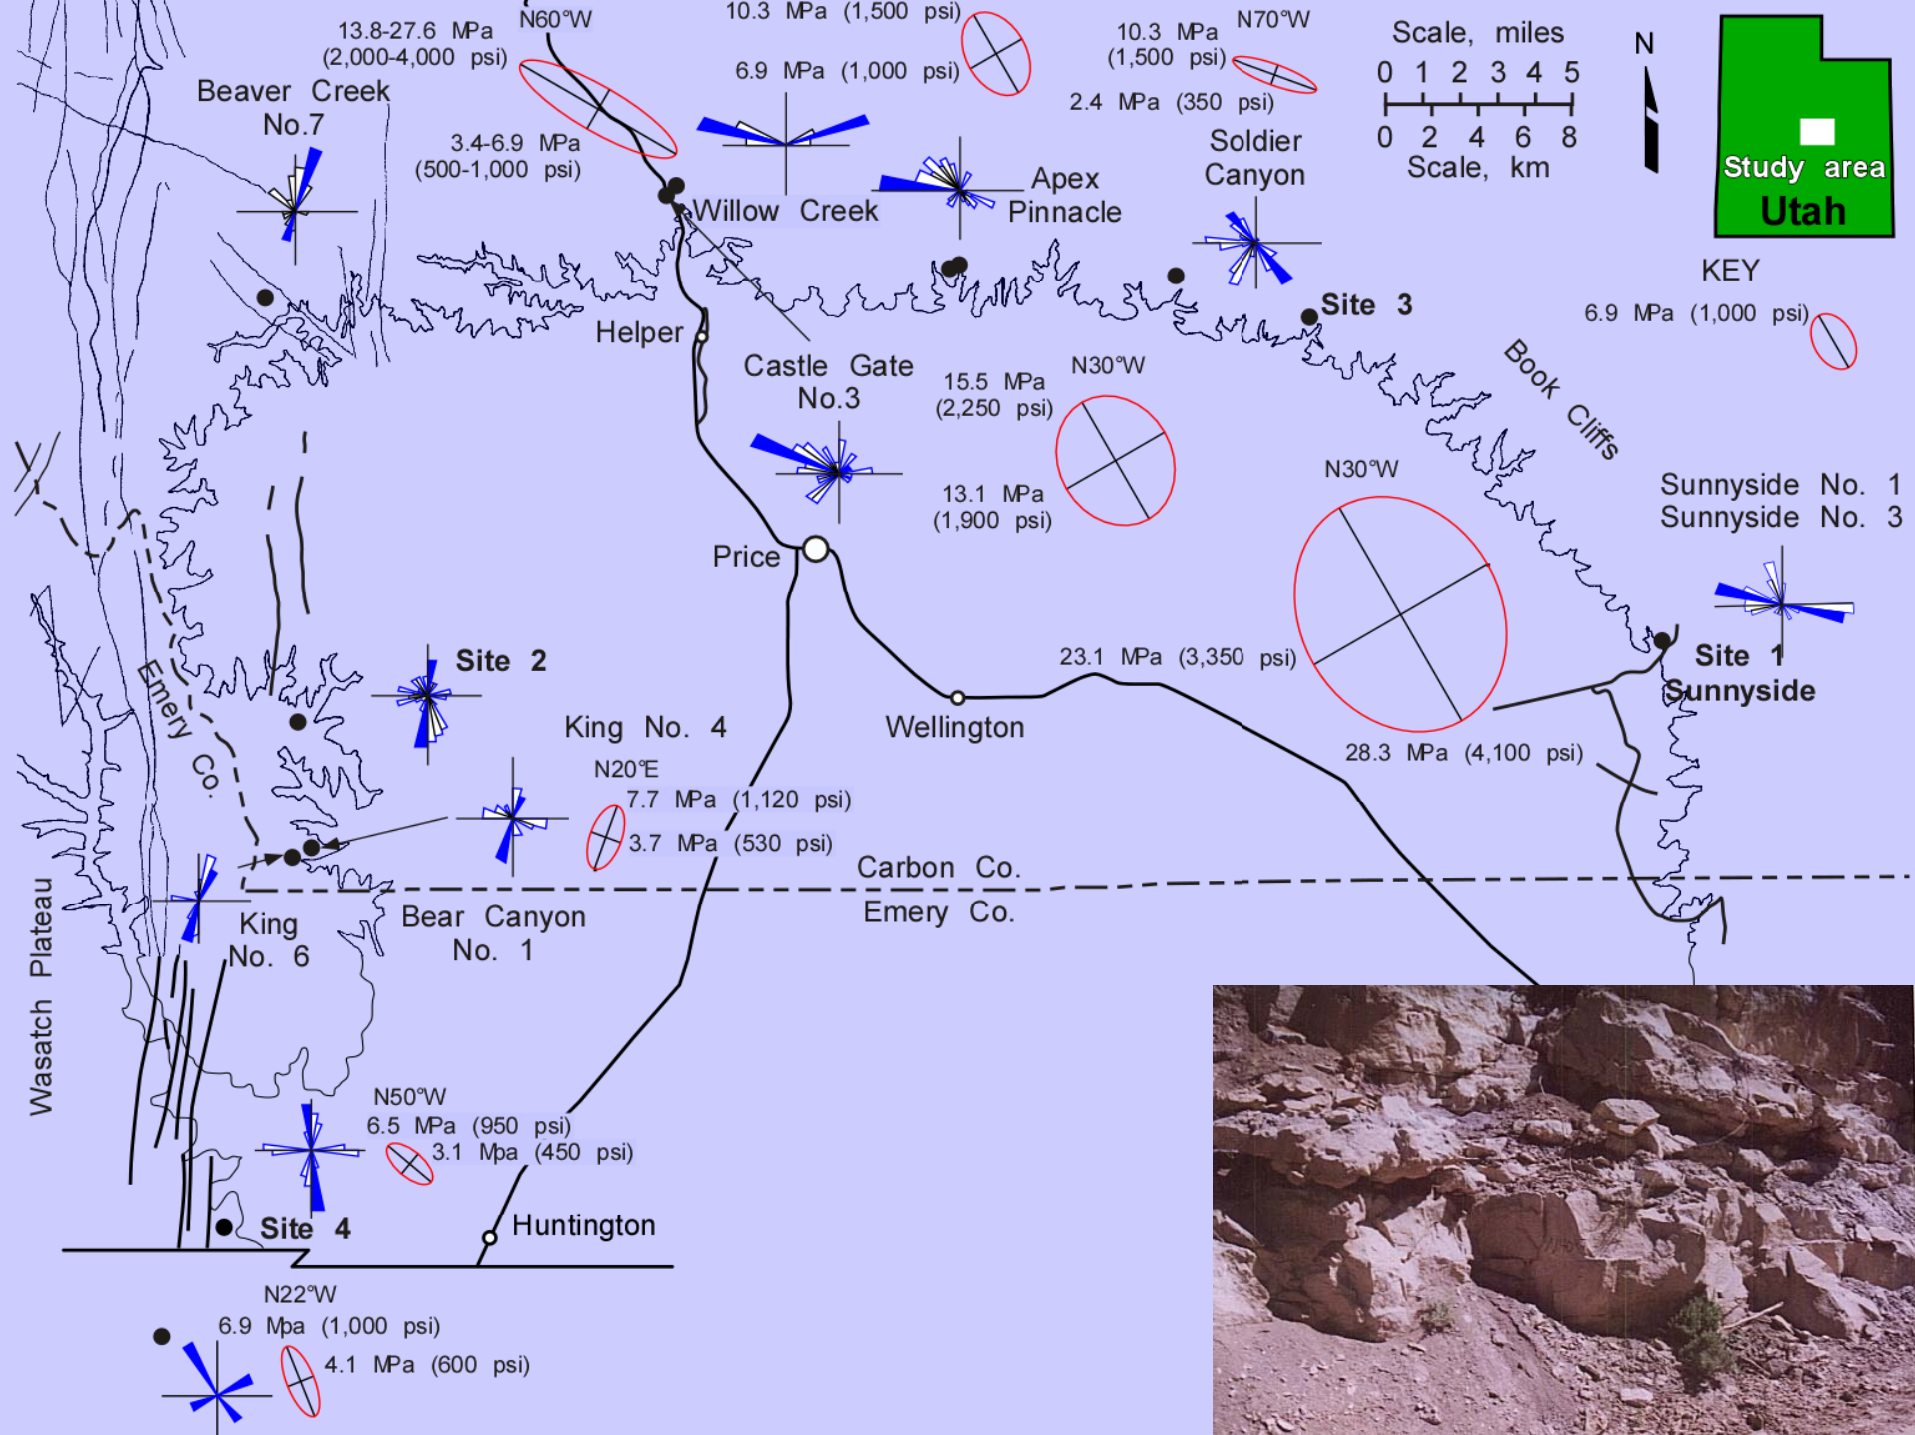 N60°W
13.8-27.6 MPa
(2,000-4,000 psi)
10.3 MPa (1,500 psi)
6.9 MPa (1,000 psi)
10.3 MPa
(1,500 psi)
N70°W
2.4 MPa (350 psi)
Scale, miles
0 1 2 3 4 5
0 2 4 6 8
Scale, km
N
Study area
Utah
Beaver Creek
No.7
3.4-6.9 MPa
(500-1,000 psi)
Willow Creek
Apex
Pinnacle
Soldier
Canyon
KEY
6.9 MPa (1,000 psi)
Site 3
Helper
Castle Gate
No.3
15.5 MPa
(2,250 psi)
N30°W
Book Cliffs
13.1 MPa
(1,900 psi)
N30°W
Sunnyside No. 1
Sunnyside No. 3
Price
Site 2
Emery Co.
King No. 4
Wellington
23.1 MPa (3,350 psi)
Site 1
Sunnyside
28.3 MPa (4,100 psi)
N20°E
7.7 MPa (1,120 psi)
3.7 MPa (530 psi)
Carbon Co.
Emery Co.
King
No. 6
Bear Canyon
No. 1
Wasatch Plateau
N50°W
6.5 MPa (950 psi)
3.1 Mpa (450 psi)
Site 4
Huntington
N22°W
6.9 Mpa (1,000 psi)
4.1 MPa (600 psi)